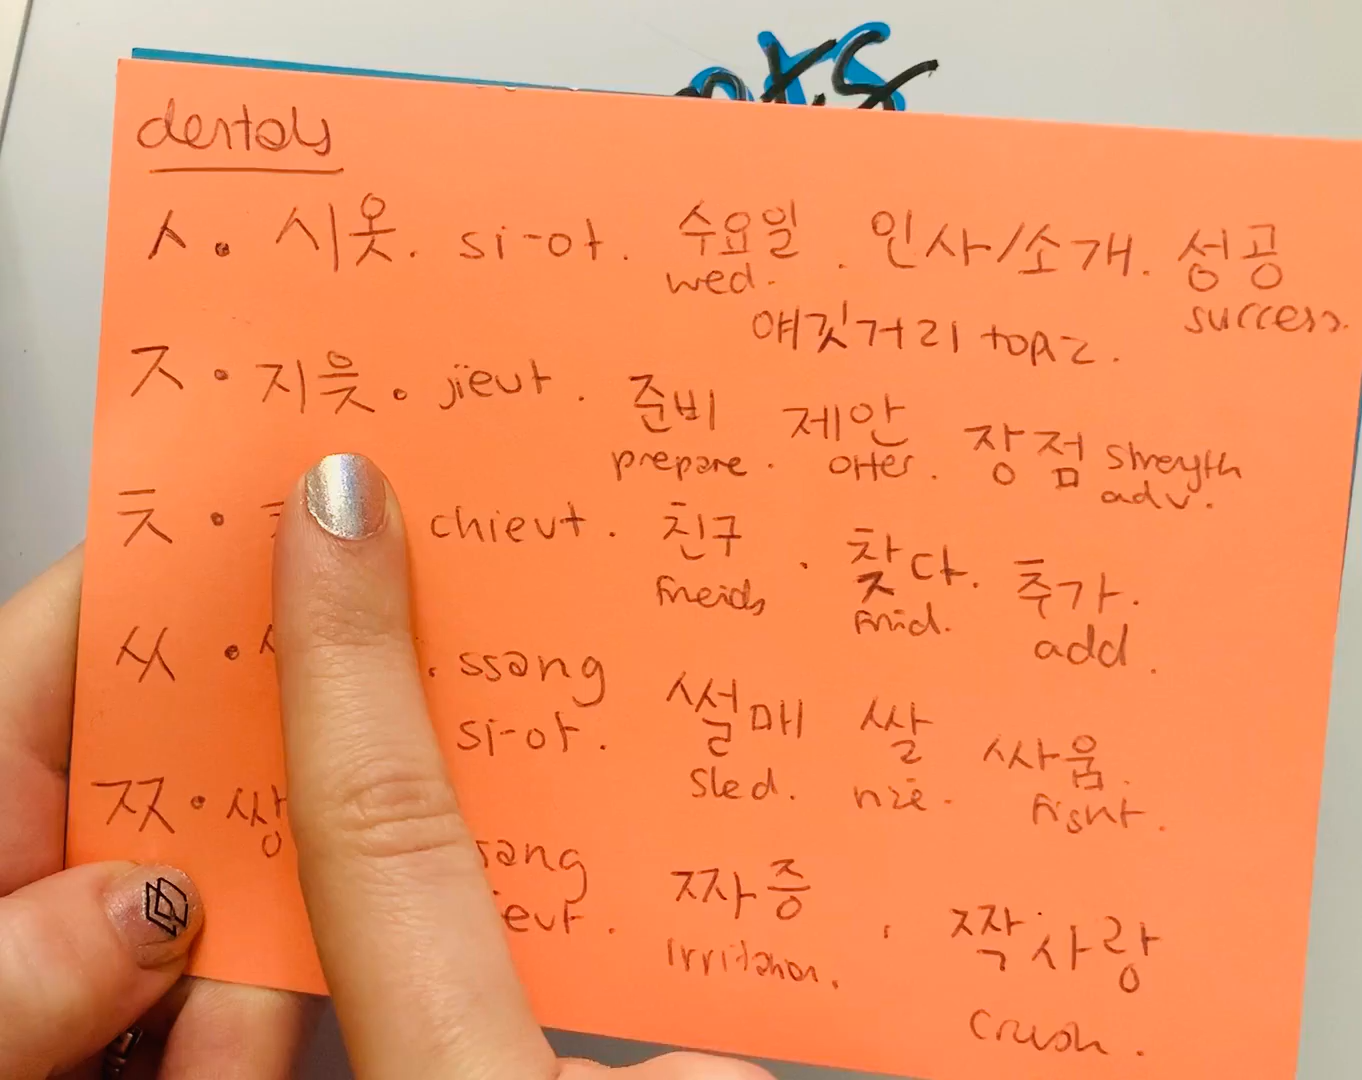 dentals
ㅅ. 시옷. si-ot. 수요일. 인사/소개. 성공
wed. success.
얘깃거리 topic.
ㅈ. 지읒. jieut. 준비 제안 장점 strength
prepare. offer. adv.
ㅊ. chieut. 친구. 찾다. 추가.
friends find. add.
ㅆ. ssang 썰매 쌀 싸움.
si-ot. sled. rice. fight.
ㅉ. 쌍 짜증. 짝사랑
irritation. crush.